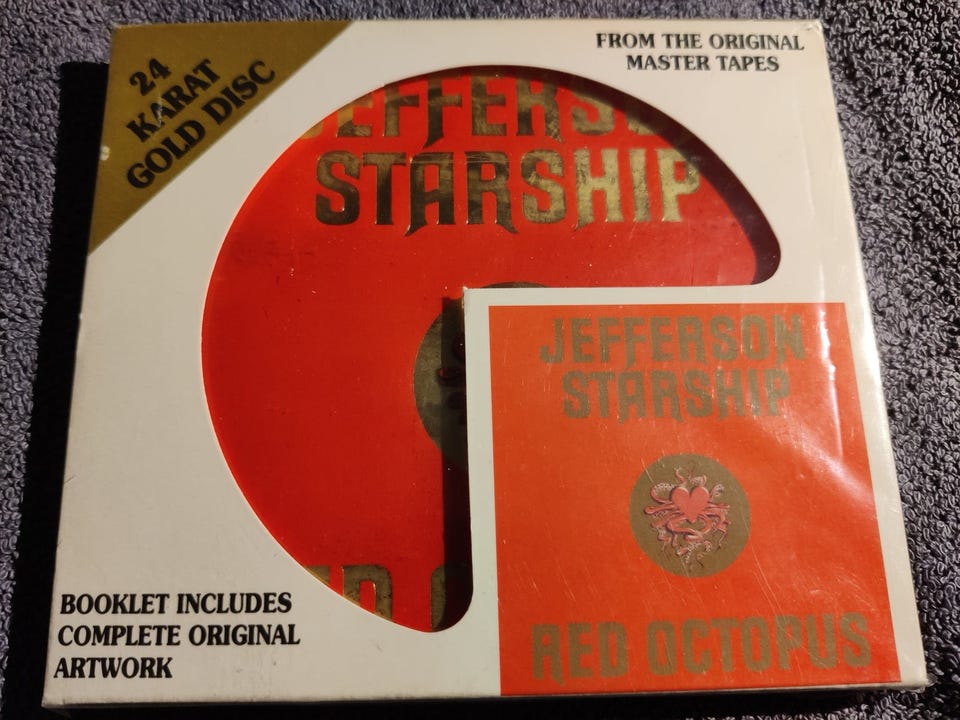 24
KARAT
GOLD DISC
FROM THE ORIGINAL
MASTER TAPES
JEFFERS
STARSHIP
JEFFERSON
STARSHIP
RED OCTOPUS
BOOKLET INCLUDES
COMPLETE ORIGINAL
ARTWORK